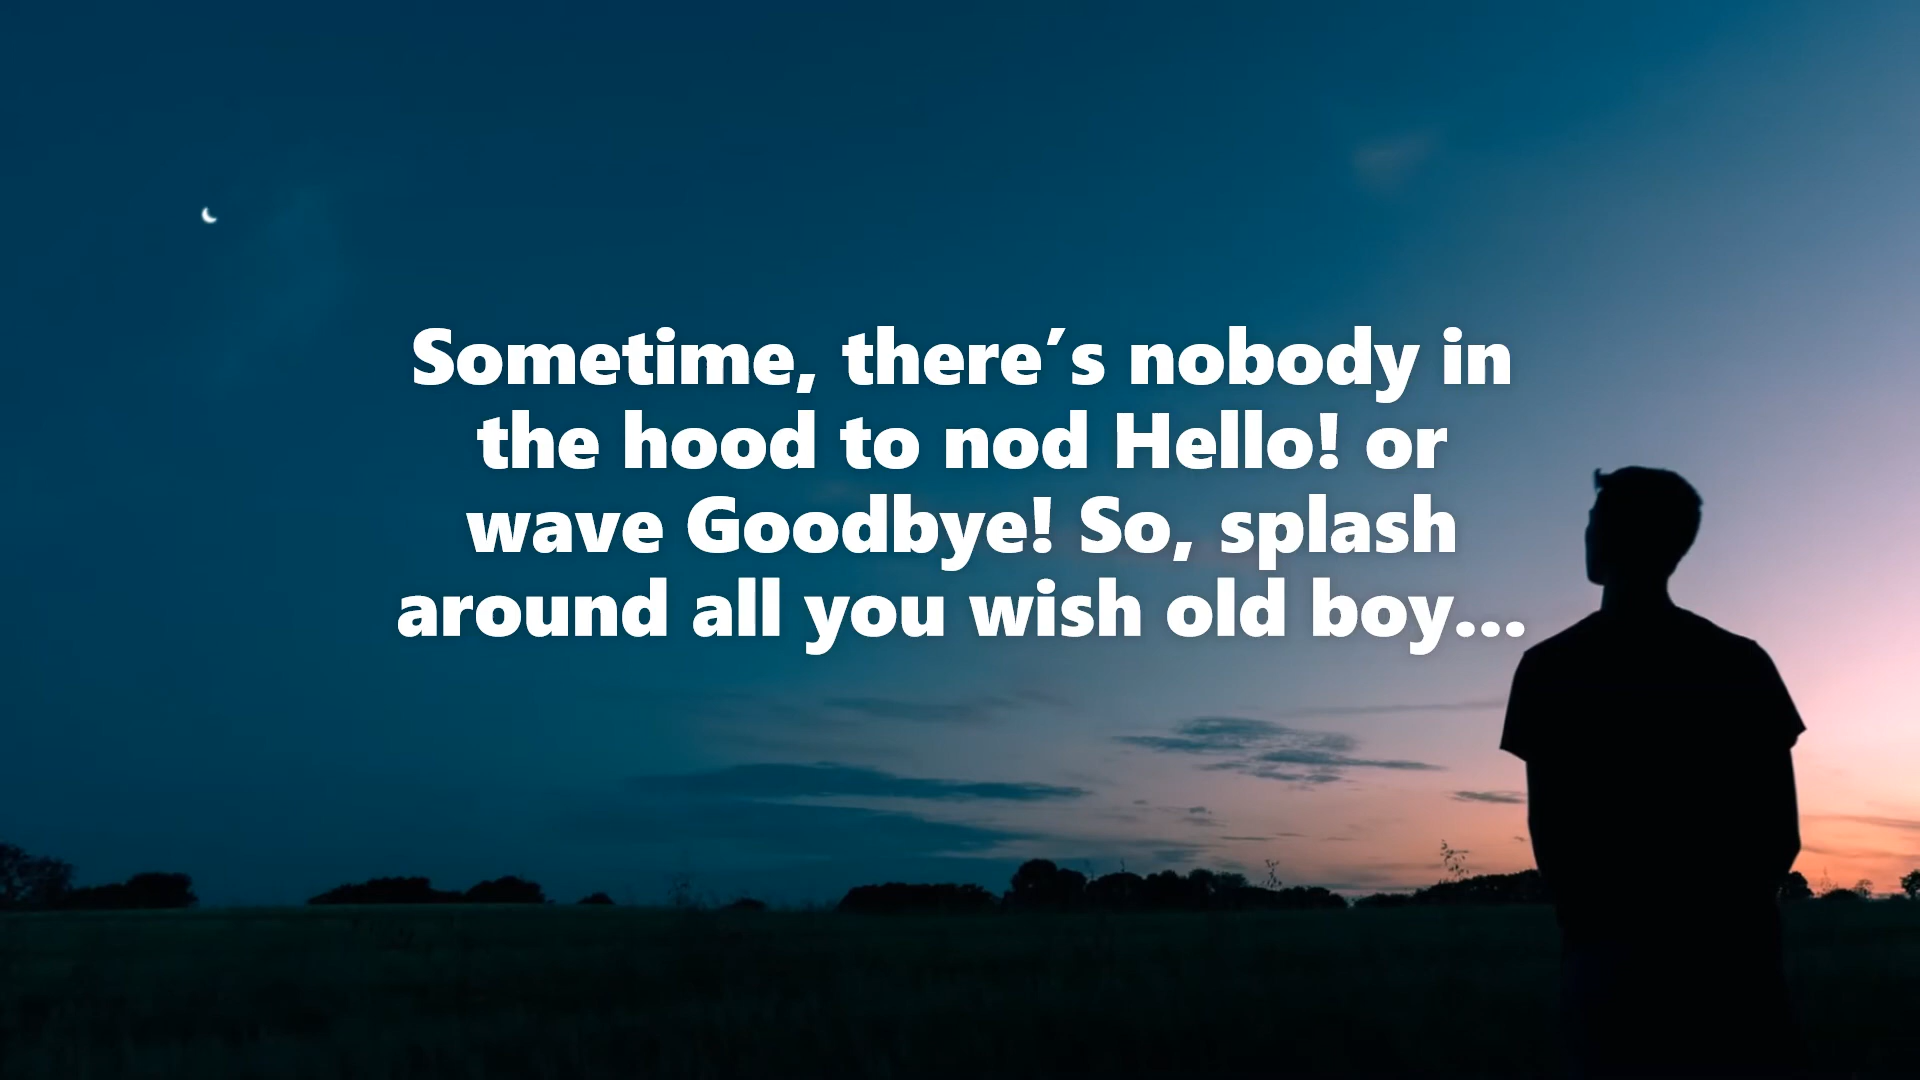 Sometime, there’s nobody in
the hood to nod Hello! or
wave Goodbye! So, splash
around all you wish old boy...